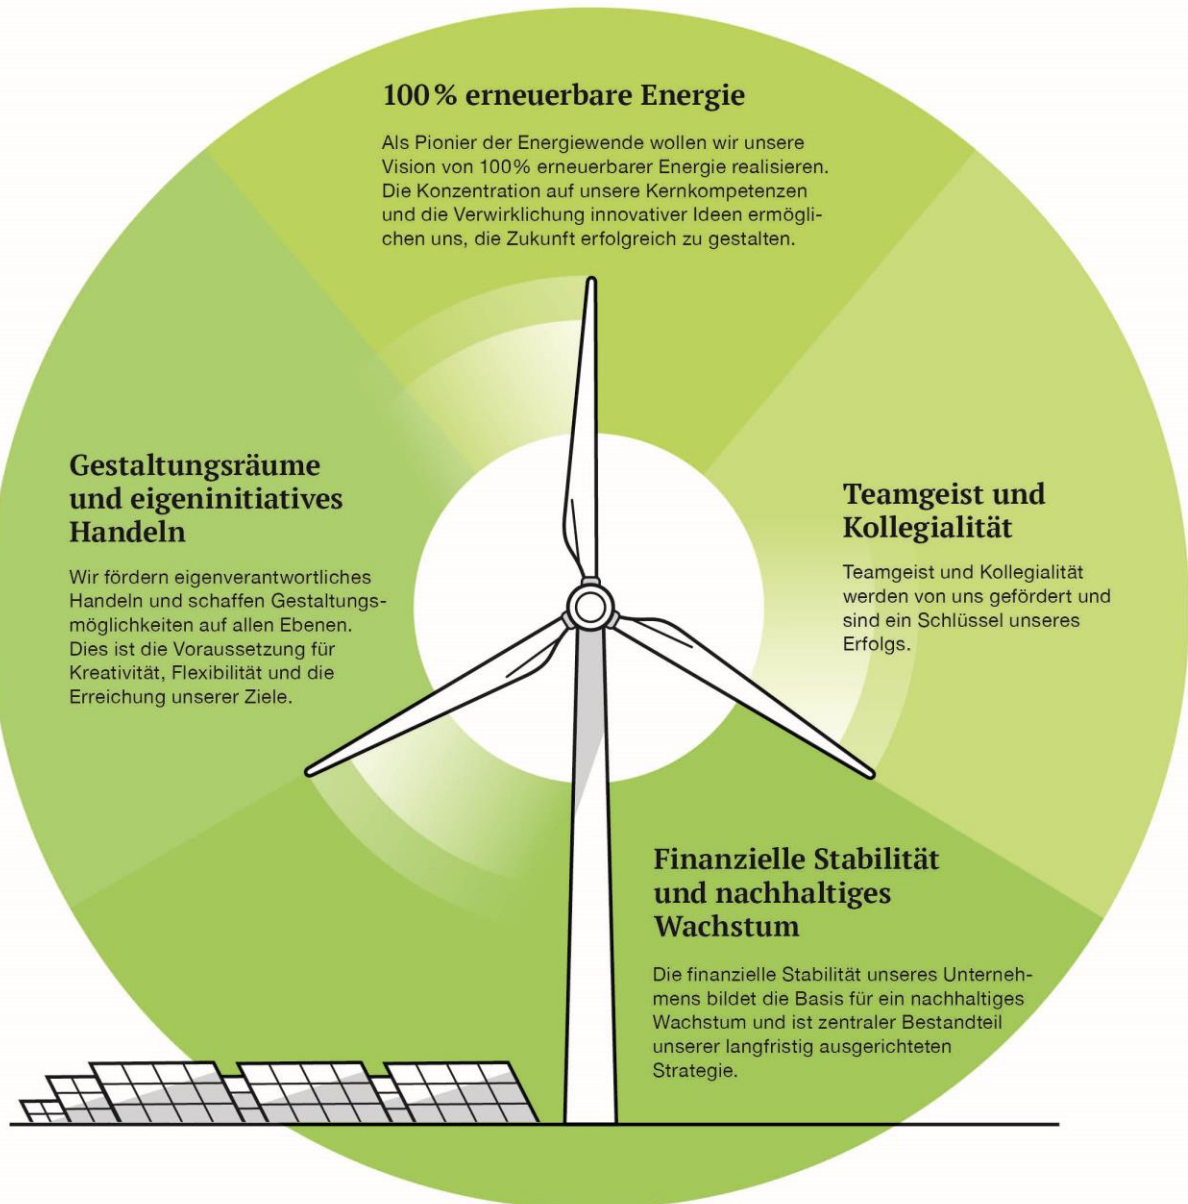 100 % erneuerbare Energie
Als Pionier der Energiewende wollen wir unsere
Vision von 100% erneuerbarer Energie realisieren.
Die Konzentration auf unsere Kernkompetenzen
und die Verwirklichung innovativer Ideen ermögli-
chen uns, die Zukunft erfolgreich zu gestalten.
Gestaltungsräume
und eigeninitiatives
Handeln
Wir fördern eigenverantwortliches
Handeln und schaffen Gestaltungs-
möglichkeiten auf allen Ebenen.
Dies ist die Voraussetzung für
Kreativität, Flexibilität und die
Erreichung unserer Ziele.
Teamgeist und
Kollegialität
Teamgeist und Kollegialität
werden von uns gefördert und
sind ein Schlüssel unseres
Erfolgs.
Finanzielle Stabilität
und nachhaltiges
Wachstum
Die finanzielle Stabilität unseres Unterneh-
mens bildet die Basis für ein nachhaltiges
Wachstum und ist zentraler Bestandteil
unserer langfristig ausgerichteten
Strategie.